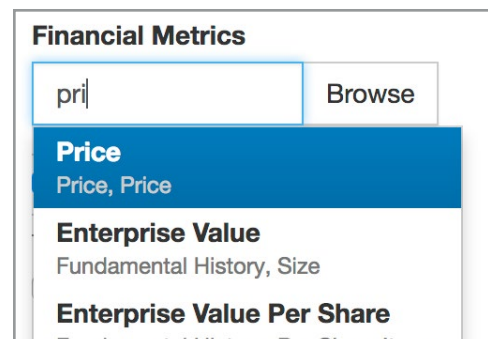 Financial Metrics
pri Browse
Price
Price, Price
Enterprise Value
Fundamental History, Size
Enterprise Value Per Share